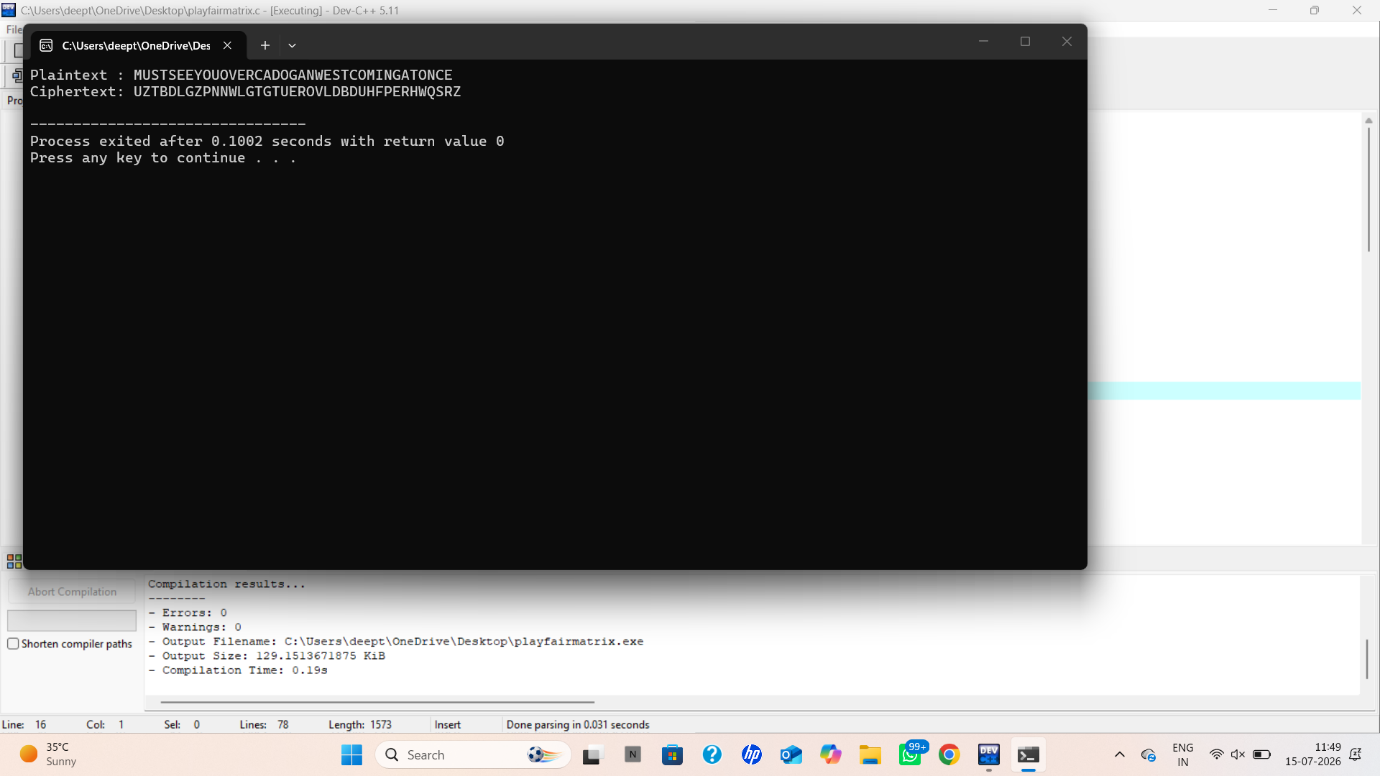 C:\Users\deept\OneDrive\Desktop\playfairmatrix.c - [Executing] - Dev-C++ 5.11
File
C:\Users\deept\OneDrive\Des
Plaintext : MUSTSEEYOUOVERCADOGANWESTCOMINGATONCE
Ciphertext: UZTBDLGZPNNWLGTGTUEROVLDBDUHFPERHWQSRZ
--------------------------------
Process exited after 0.1002 seconds with return value 0
Press any key to continue . . .
Pro
Abort Compilation
Shorten compiler paths
Compilation results...
--------
- Errors: 0
- Warnings: 0
- Output Filename: C:\Users\deept\OneDrive\Desktop\playfairmatrix.exe
- Output Size: 129.1513671875 KiB
- Compilation Time: 0.19s
Line: 16 Col: 1 Sel: 0 Lines: 78 Length: 1573 Insert Done parsing in 0.031 seconds
35°C
Sunny
Search
N
hp
99+
DEV
ENG
IN
11:49
15-07-2026